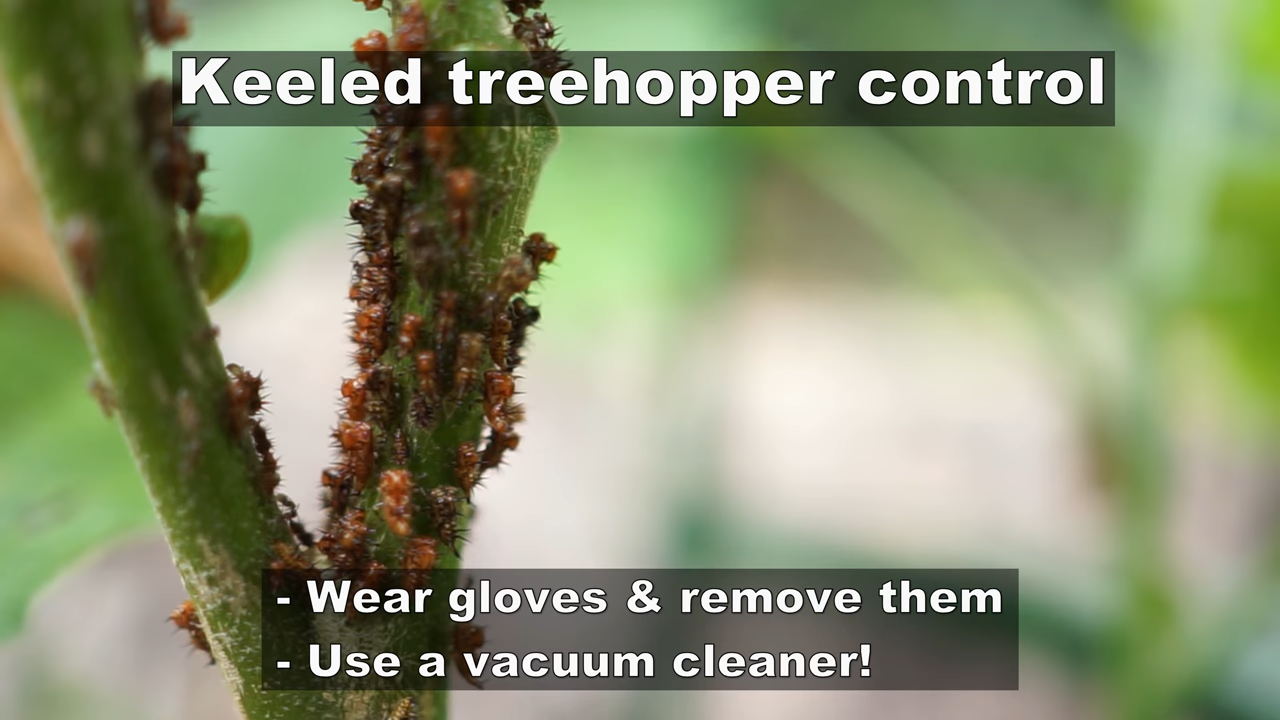 Keeled treehopper control
- Wear gloves & remove them
- Use a vacuum cleaner!